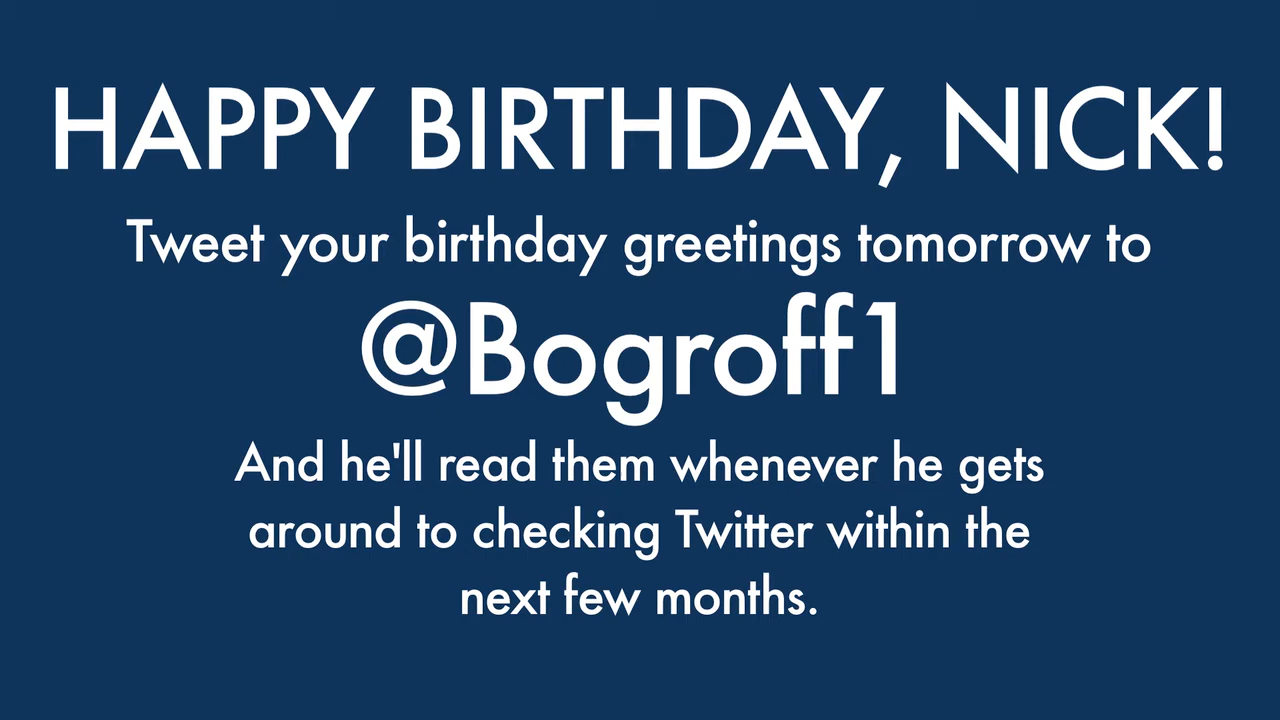 HAPPY BIRTHDAY, NICK!
Tweet your birthday greetings tomorrow to
@Bogroff1
And he'll read them whenever he gets
around to checking Twitter within the
next few months.